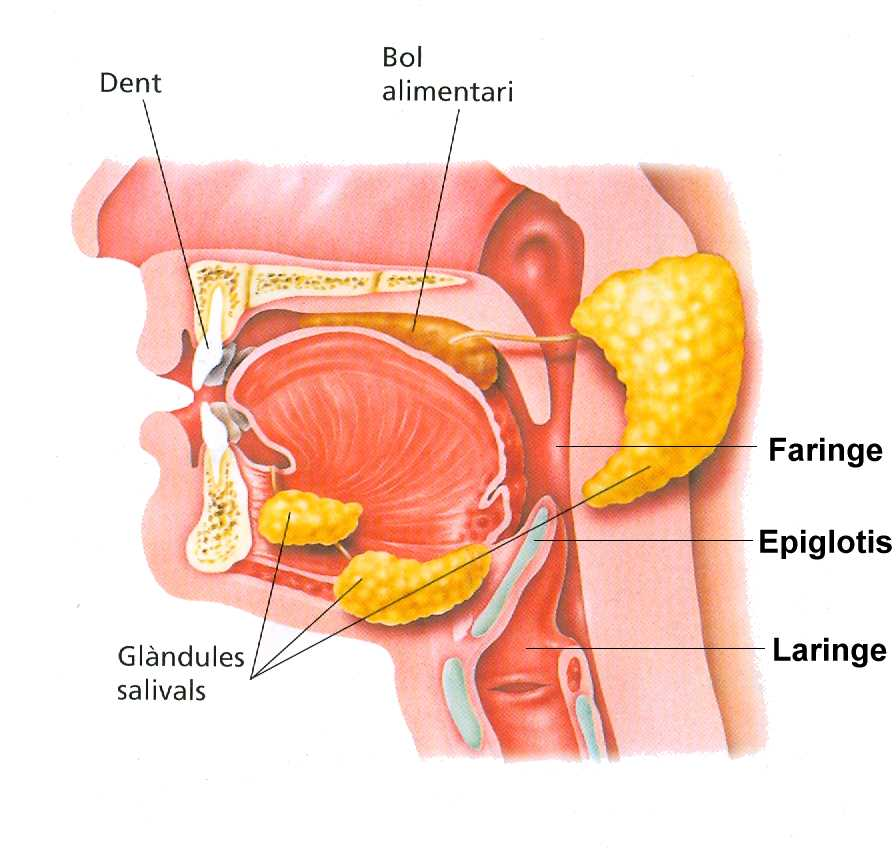 Dent
Bol
alimentari
Faringe
Epiglotis
Laringe
Glàndules
salivals